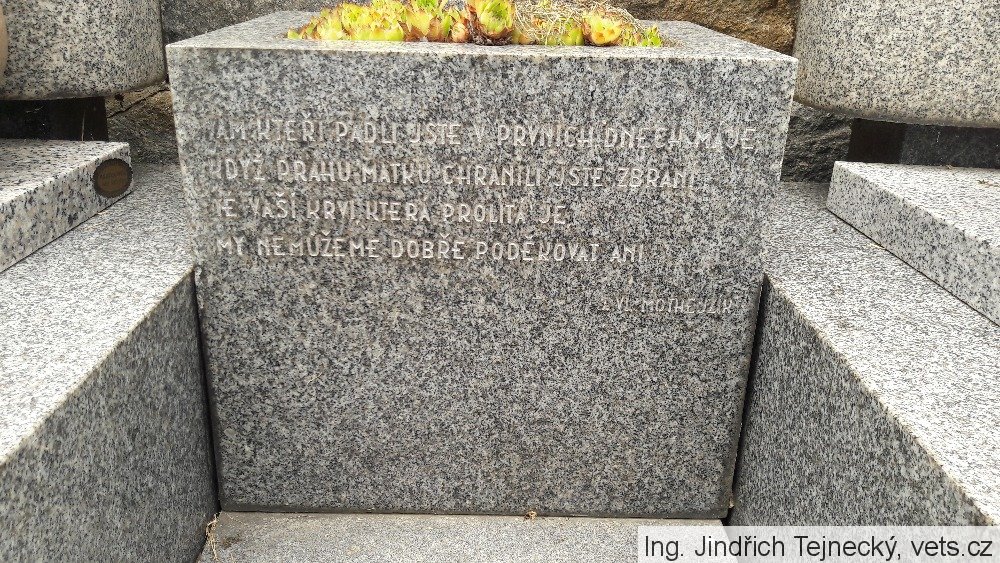 VÁM KTEŘÍ PADLI JSTE V PRVNÍCH DNECH MÁJE,
KDYŽ PRAHU MATKU CHRÁNILI JSTE ZBRANÍ,
ZE VAŠI KRVI, KTERÁ PROLITA JE,
MY NEMŮŽEME DOBŘE PODĚKOVAT ANI
Ing. Jindřich Tejnecký, vets.cz